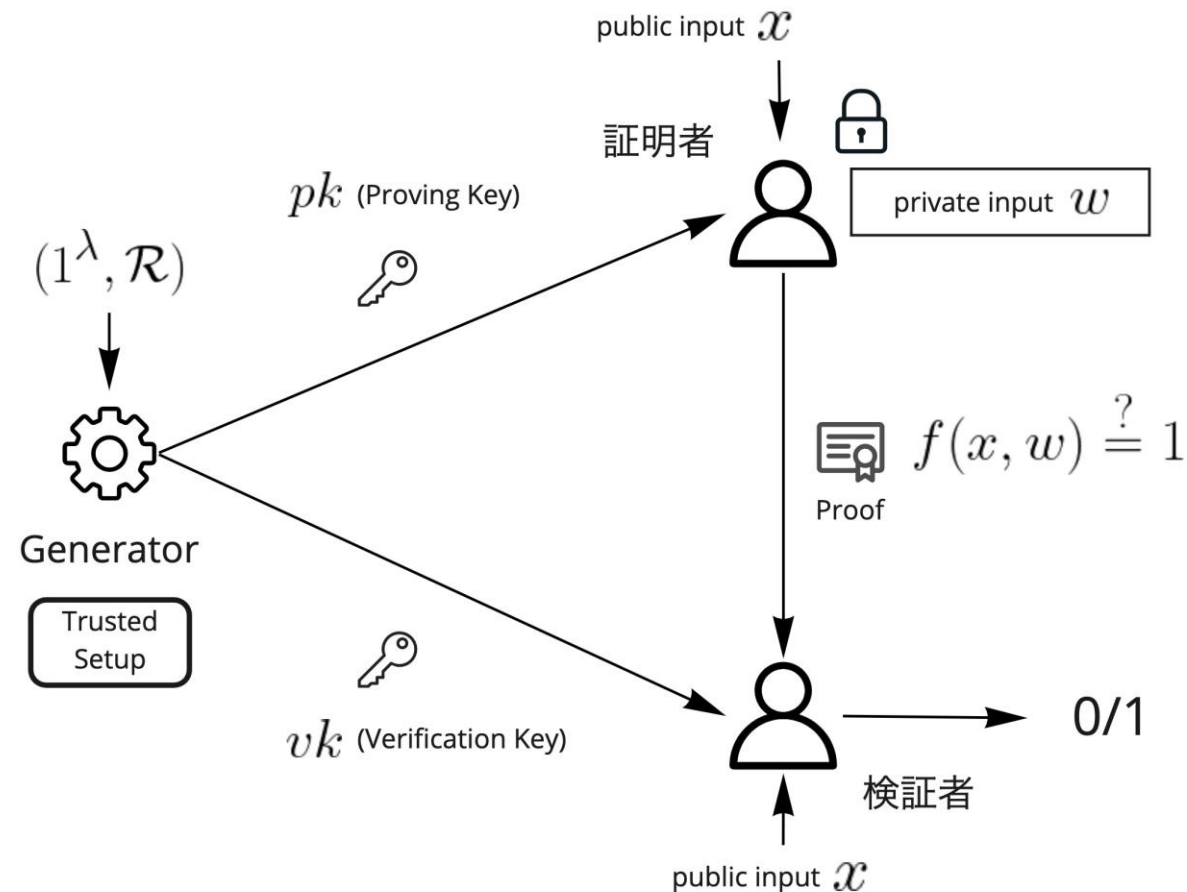 public input x
証明者
pk (Proving Key)
private input w
(1^λ, R)
f(x, w) ≟ 1
Proof
Generator
Trusted
Setup
vk (Verification Key)
0/1
検証者
public input x